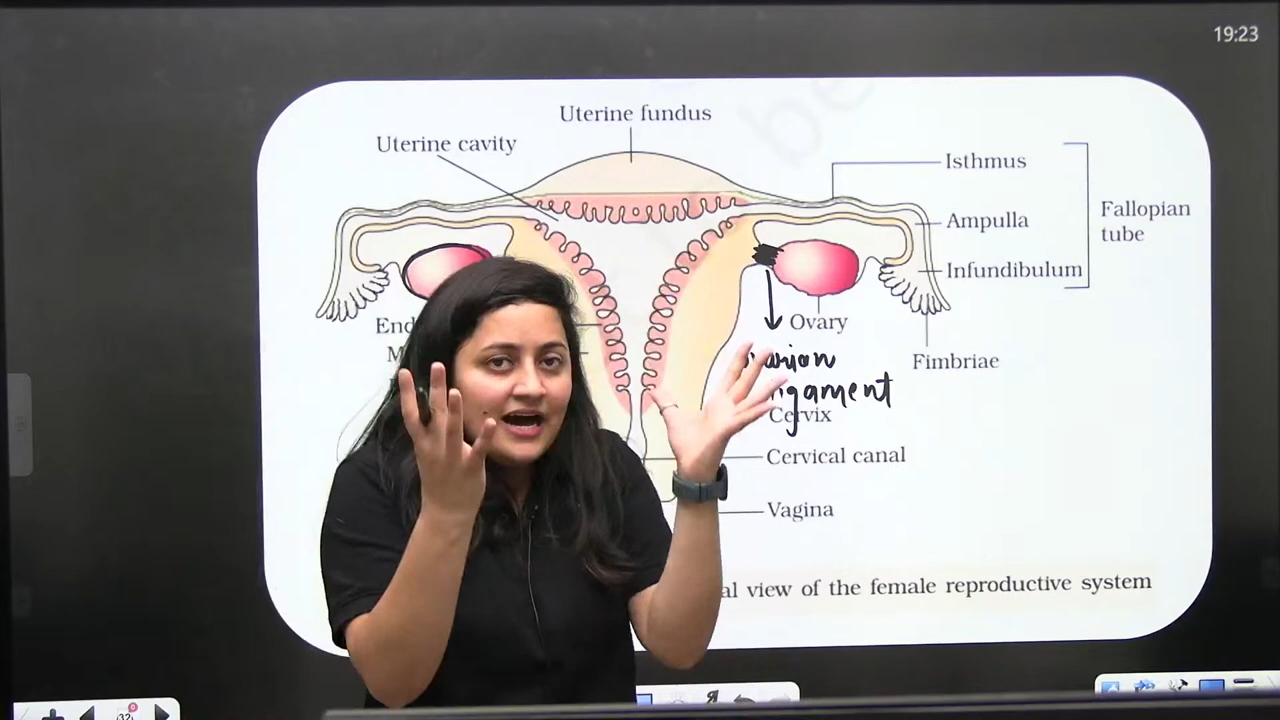 19:23
Uterine fundus
Uterine cavity
Isthmus
Ampulla
Fallopian
tube
Infundibulum
Ovary
Fimbriae
Cervix
Cervical canal
Vagina
view of the female reproductive system